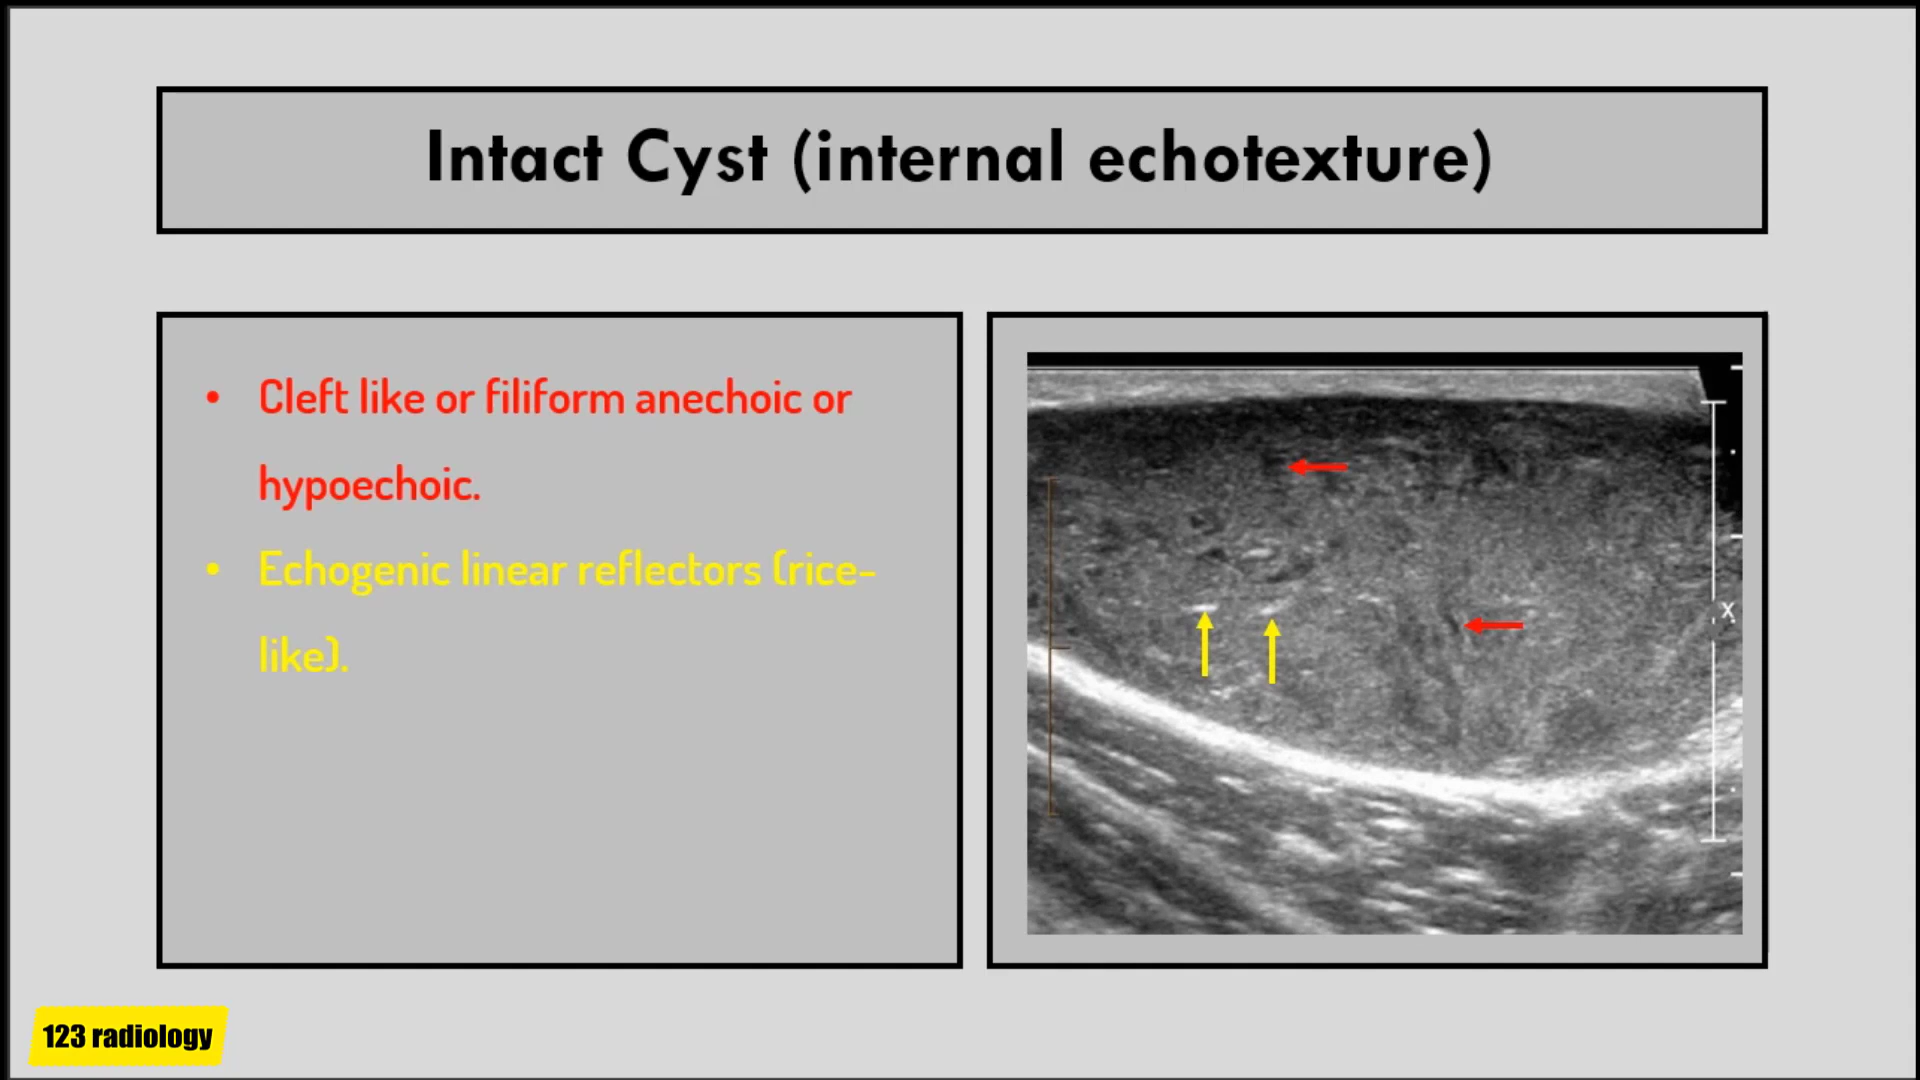 Intact Cyst (internal echotexture)
• Cleft like or filiform anechoic or
hypoechoic.
• Echogenic linear reflectors (rice-
like).
X
123 radiology